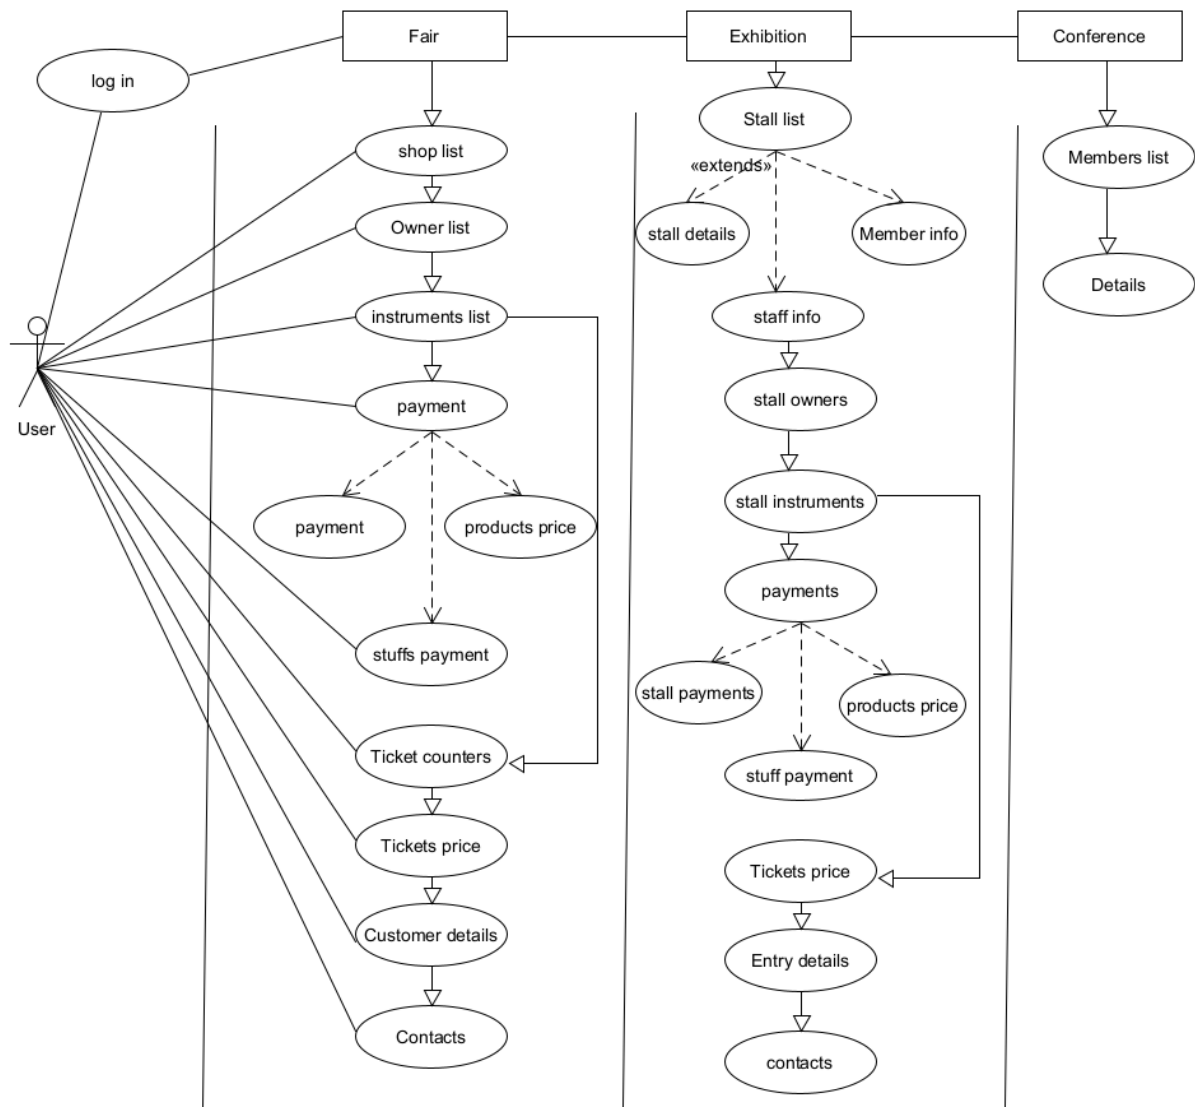 Fair
Exhibition
Conference
log in
Stall list
shop list
Members list
«extends»
Owner list
stall details
Member info
Details
instruments list
staff info
User
payment
stall owners
stall instruments
payment
products price
payments
stuffs payment
stall payments
products price
Ticket counters
stuff payment
Tickets price
Tickets price
Customer details
Entry details
Contacts
contacts